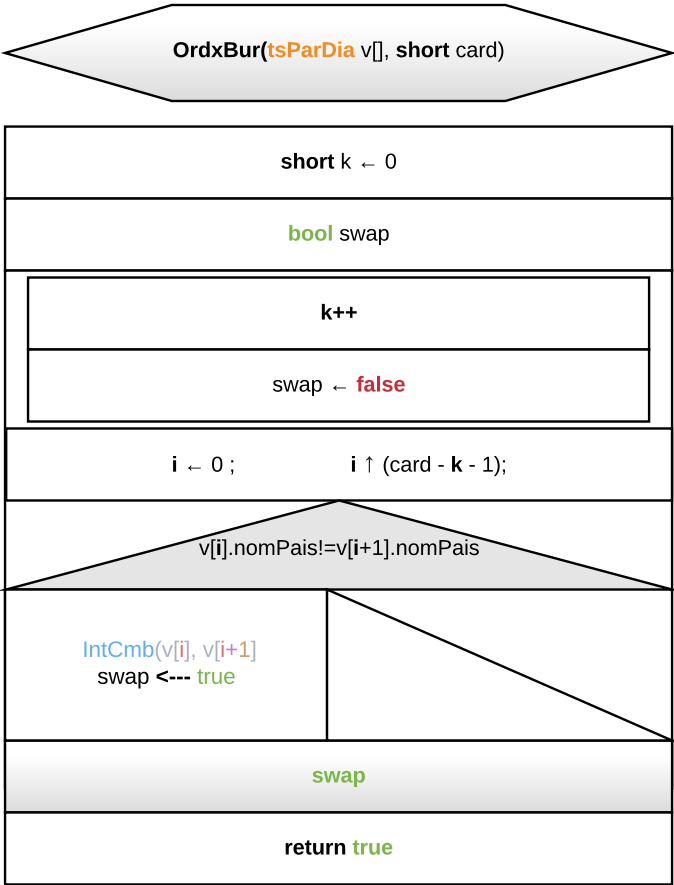 OrdxBur(tsParDia v[], short card)
short k ← 0
bool swap
k++
swap ← false
i ← 0 ; i ↑ (card - k - 1);
v[i].nomPais!=v[i+1].nomPais
IntCmb(v[i], v[i+1]
swap <--- true
swap
return true